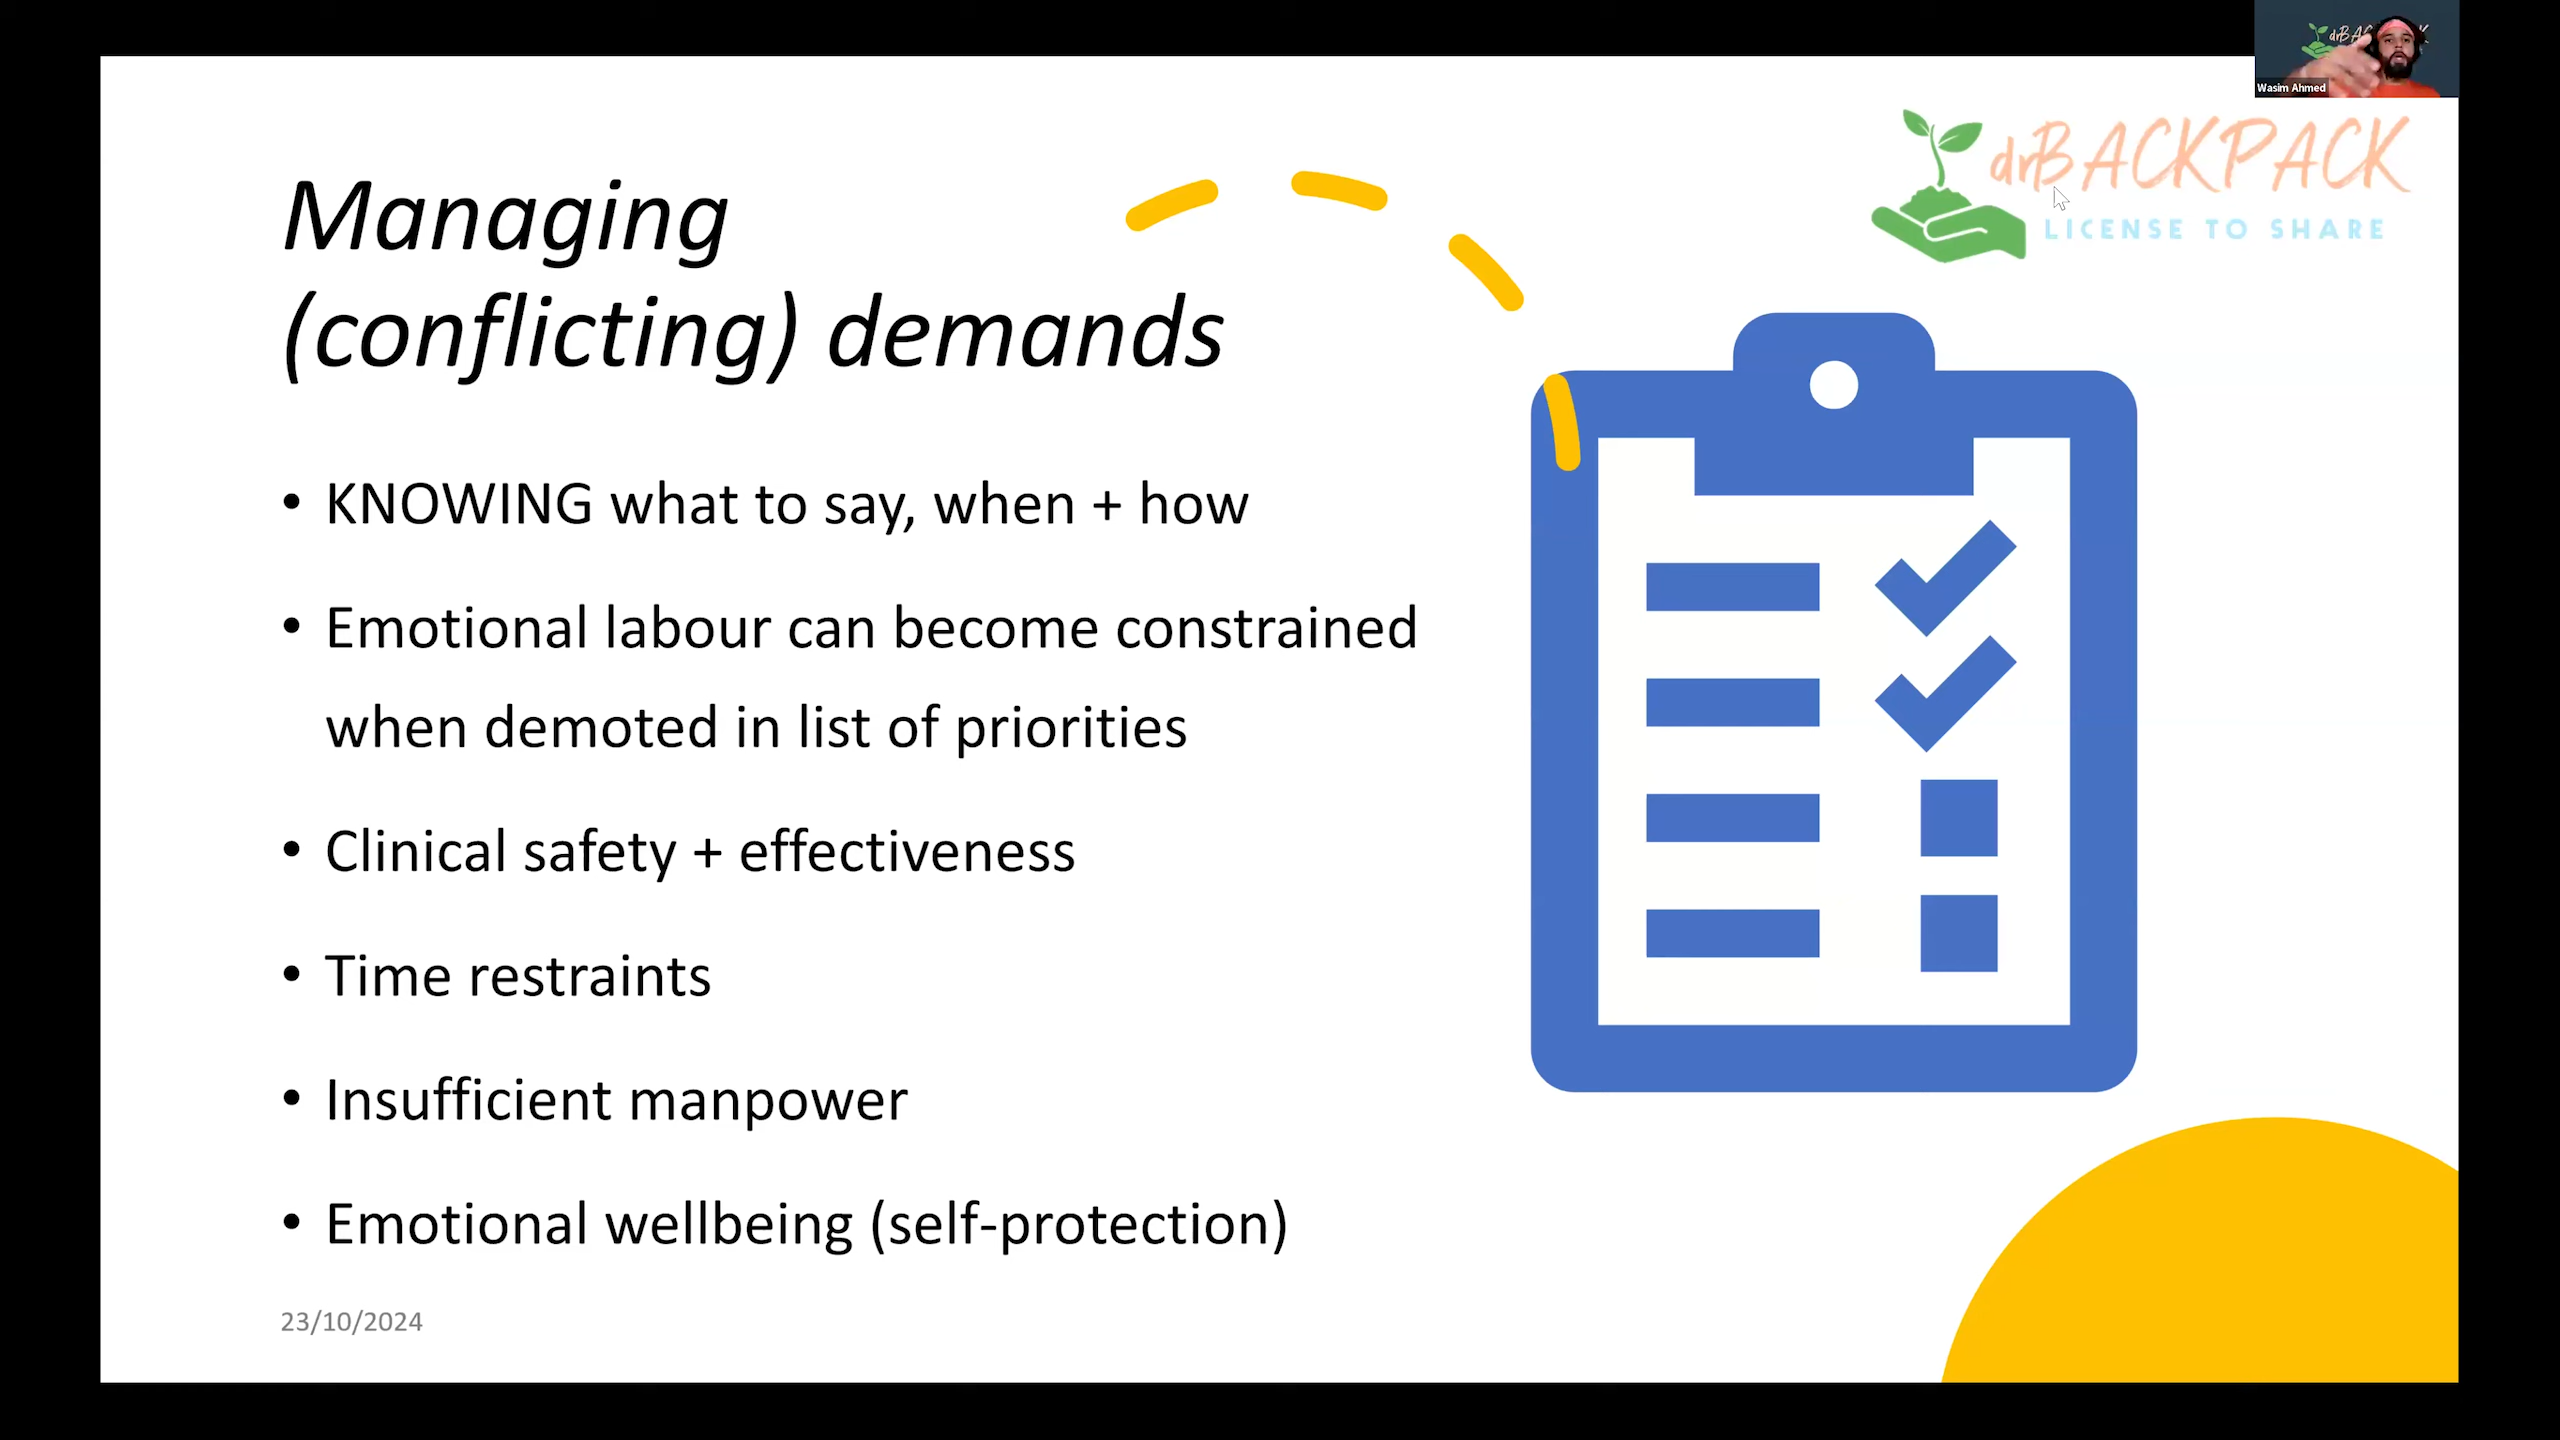 Wasim Ahmed
drBACKPACK
LICENSE TO SHARE
Managing
(conflicting) demands
• KNOWING what to say, when + how
• Emotional labour can become constrained
when demoted in list of priorities
• Clinical safety + effectiveness
• Time restraints
• Insufficient manpower
• Emotional wellbeing (self-protection)
23/10/2024